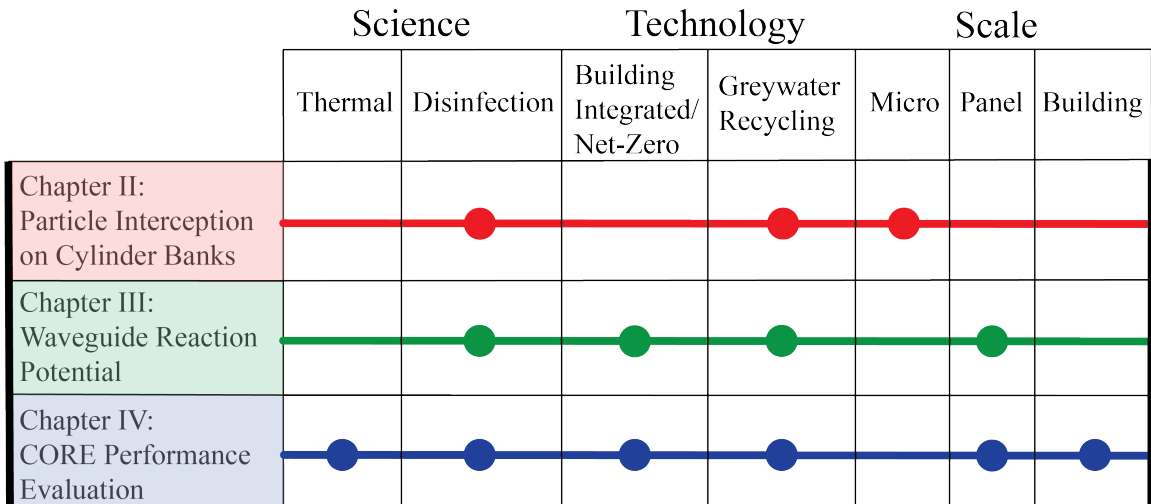 Science Technology Scale
Thermal Disinfection Building Integrated/ Net-Zero Greywater Recycling Micro Panel Building
Chapter II:
Particle Interception
on Cylinder Banks
Chapter III:
Waveguide Reaction
Potential
Chapter IV:
CORE Performance
Evaluation